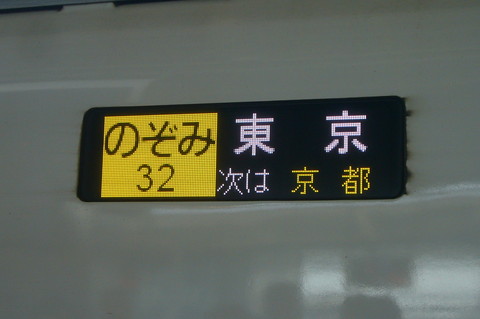 のぞみ 東京
32 次は 京都